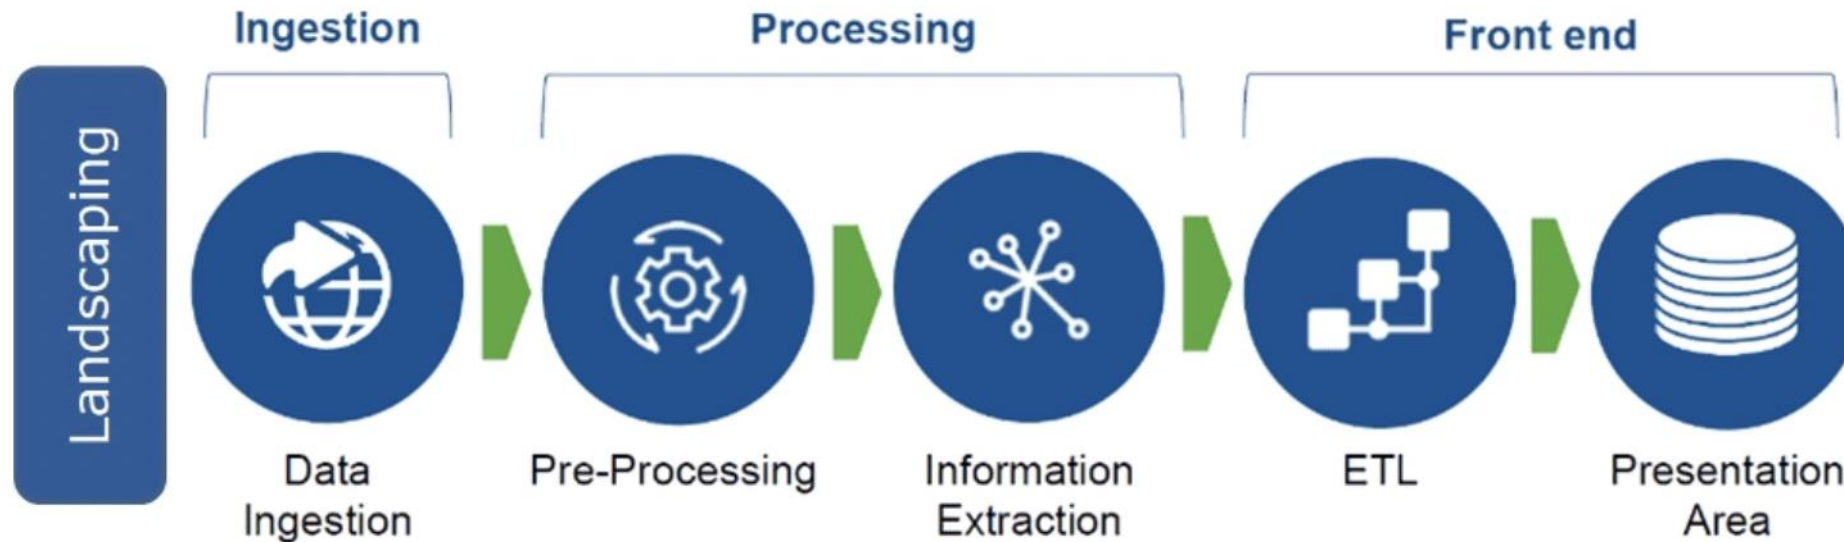 Ingestion
Processing
Front end
Landscaping
Data
Ingestion
Pre-Processing
Information
Extraction
ETL
Presentation
Area